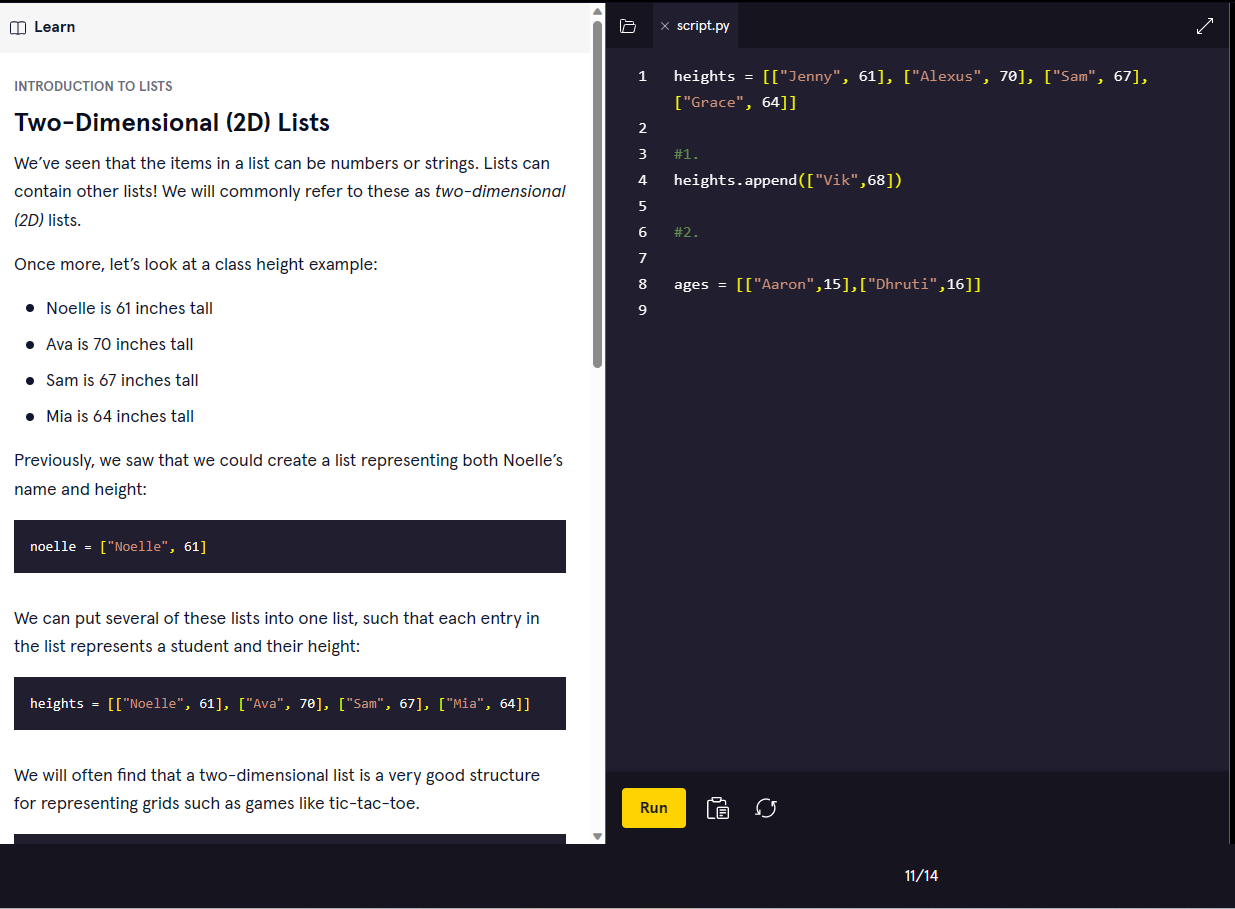 Learn
INTRODUCTION TO LISTS
Two-Dimensional (2D) Lists
We’ve seen that the items in a list can be numbers or strings. Lists can
contain other lists! We will commonly refer to these as two-dimensional
(2D) lists.
Once more, let’s look at a class height example:
Noelle is 61 inches tall
Ava is 70 inches tall
Sam is 67 inches tall
Mia is 64 inches tall
Previously, we saw that we could create a list representing both Noelle’s
name and height:
noelle = ["Noelle", 61]
We can put several of these lists into one list, such that each entry in
the list represents a student and their height:
heights = [["Noelle", 61], ["Ava", 70], ["Sam", 67], ["Mia", 64]]
We will often find that a two-dimensional list is a very good structure
for representing grids such as games like tic-tac-toe.
script.py
1 heights = [["Jenny", 61], ["Alexus", 70], ["Sam", 67],
["Grace", 64]]
2
3 #1.
4 heights.append(["Vik",68])
5
6 #2.
7
8 ages = [["Aaron",15],["Dhruti",16]]
9
Run
11/14